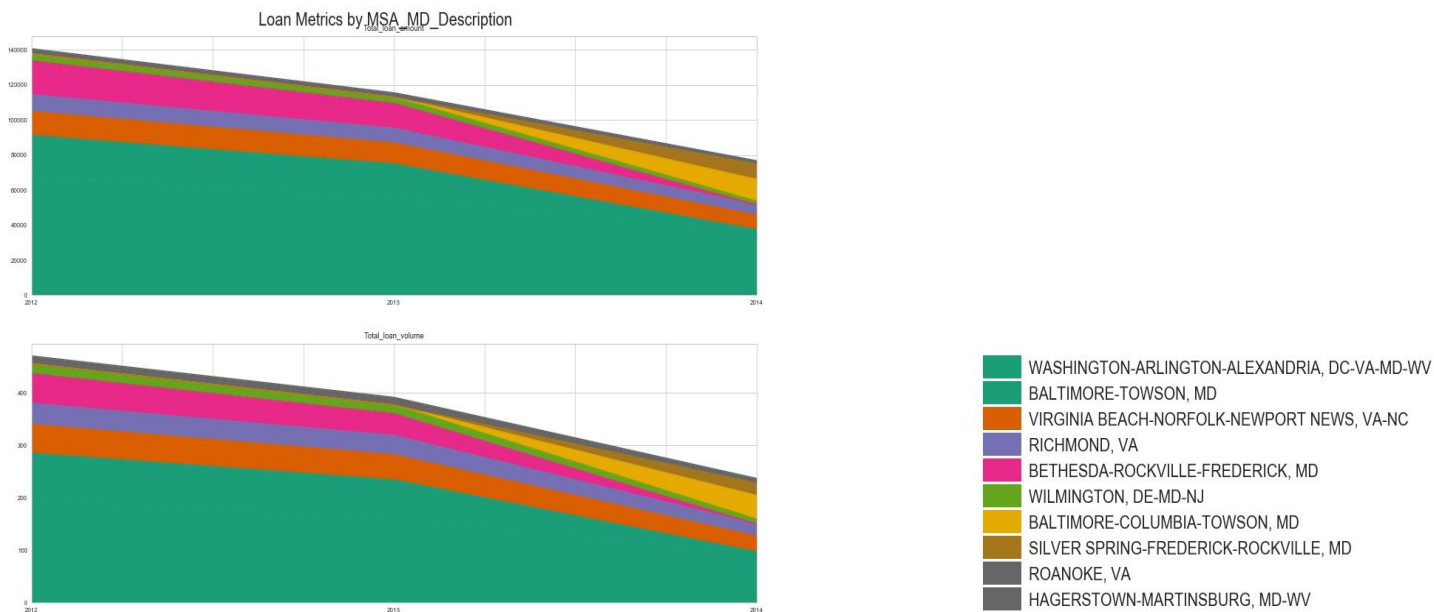 Loan Metrics by MSA_MD_Description
Total_loan_amount
140000
120000
100000
80000
60000
40000
20000
0
2012
2013
2014
Total_loan_volume
400
300
200
100
0
2012
2013
2014
WASHINGTON-ARLINGTON-ALEXANDRIA, DC-VA-MD-WV
BALTIMORE-TOWSON, MD
VIRGINIA BEACH-NORFOLK-NEWPORT NEWS, VA-NC
RICHMOND, VA
BETHESDA-ROCKVILLE-FREDERICK, MD
WILMINGTON, DE-MD-NJ
BALTIMORE-COLUMBIA-TOWSON, MD
SILVER SPRING-FREDERICK-ROCKVILLE, MD
ROANOKE, VA
HAGERSTOWN-MARTINSBURG, MD-WV